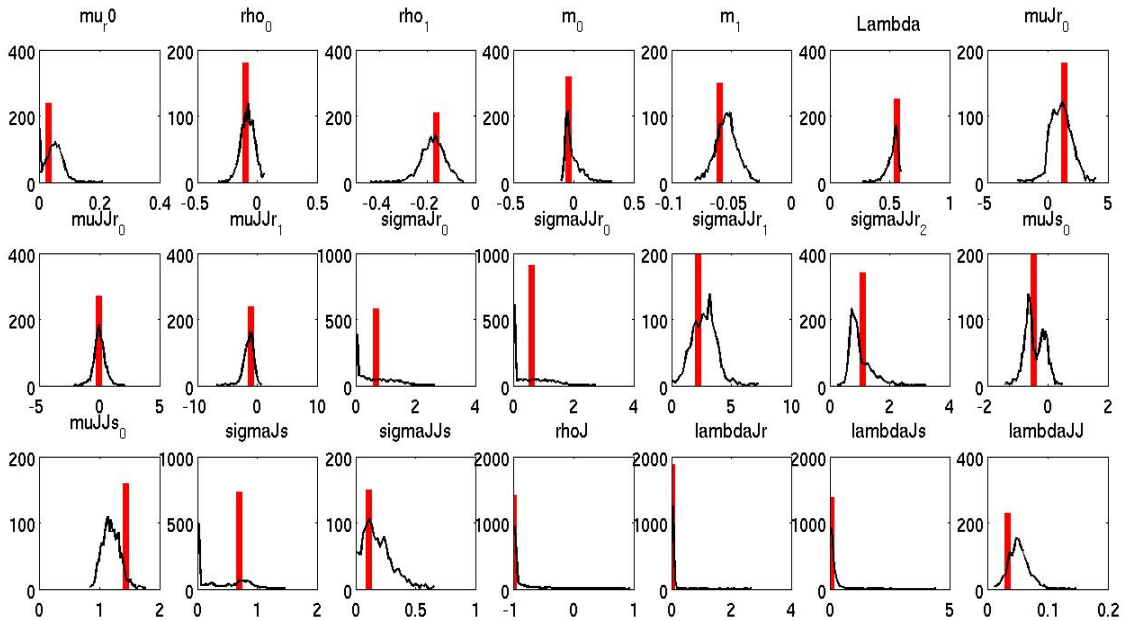 mu_r0 rho_0 rho_1 m_0 m_1 Lambda muJr_0
400 200 400 400 200 400 200
200 100 200 200 100 200 100
0 0 0 0 0 0 0
0 0.2 0.4 -0.5 0 0.5 -0.4 -0.2 0 -0.5 0 0.5 -0.1 -0.05 0 0 0.5 1 -5 0 5
muJJr_0 muJJr_1 sigmaJr_0 sigmaJJr_0 sigmaJJr_1 sigmaJJr_2 muJs_0
400 400 1000 1000 200 400 200
200 200 500 500 100 200 100
0 0 0 0 0 0 0
-5 0 5 -10 0 10 0 2 4 0 2 4 0 5 10 0 2 4 -2 0 2
muJJs_0 sigmaJs sigmaJJs rhoJ lambdaJr lambdaJs lambdaJJ
200 1000 200 2000 2000 2000 400
100 500 100 1000 1000 1000 200
0 0 0 0 0 0 0
0 1 2 0 1 2 0 0.5 1 -1 0 1 0 2 4 0 5 0 0.1 0.2